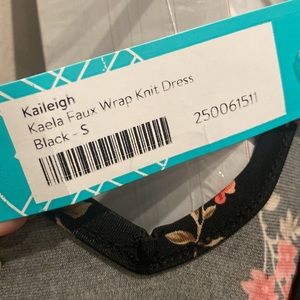 Kaileigh
Kaela Faux Wrap Knit Dress
Black - S
250061511